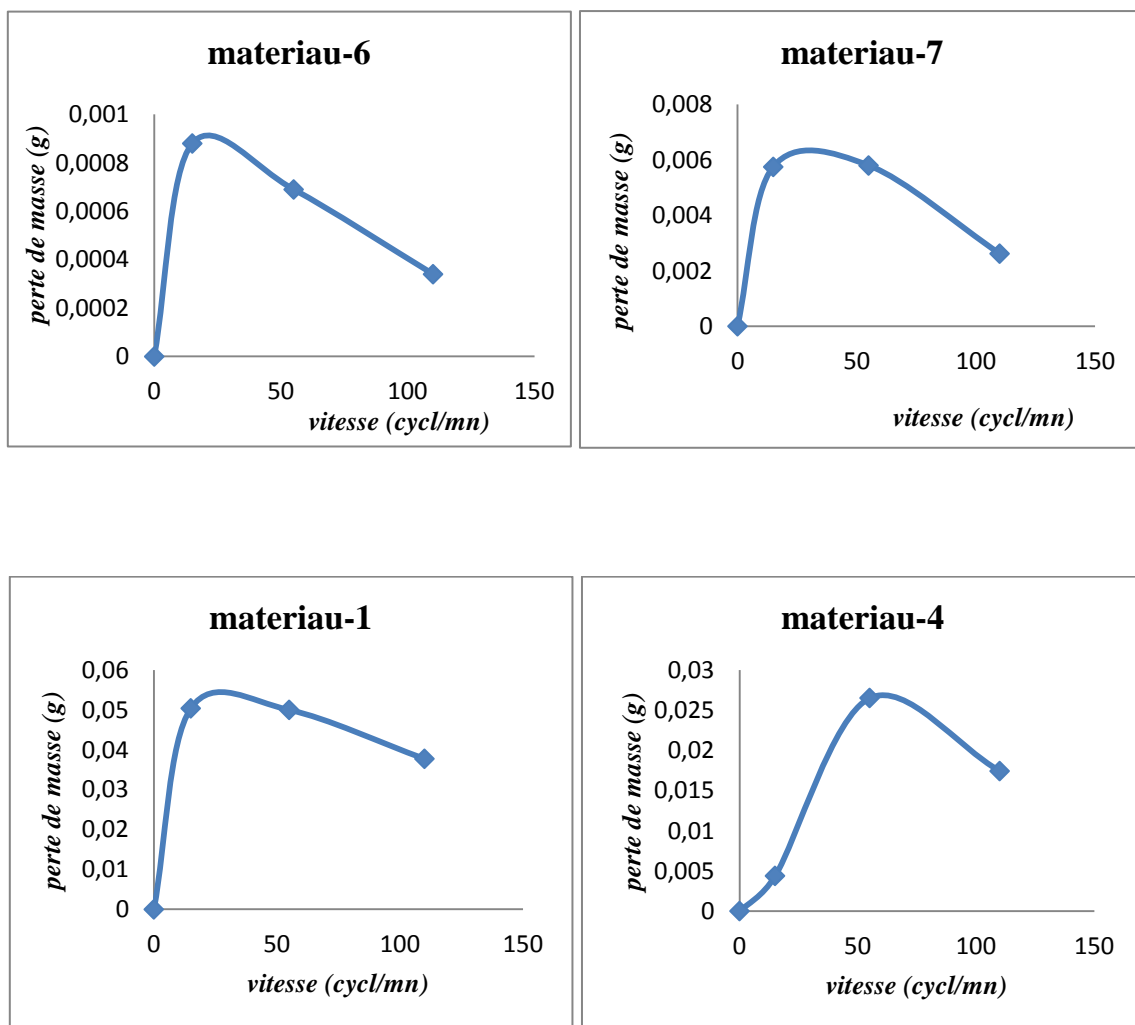 materiau-6
perte de masse (g)
0,001
0,0008
0,0006
0,0004
0,0002
0
0 50 100 150
vitesse (cycl/mn)
materiau-7
perte de masse (g)
0,008
0,006
0,004
0,002
0
0 50 100 150
vitesse (cycl/mn)
materiau-1
perte de masse (g)
0,06
0,05
0,04
0,03
0,02
0,01
0
0 50 100 150
vitesse (cycl/mn)
materiau-4
perte de masse (g)
0,03
0,025
0,02
0,015
0,01
0,005
0
0 50 100 150
vitesse (cycl/mn)